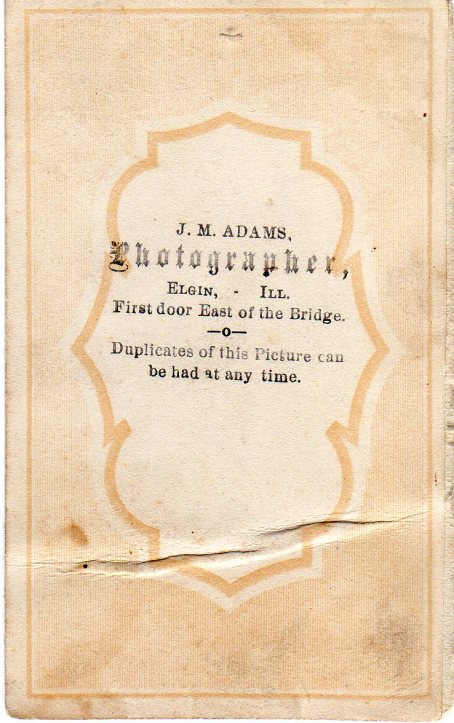 J. M. ADAMS,
Photographer,
ELGIN, - ILL.
First door East of the Bridge.
—o—
Duplicates of this Picture can
be had at any time.